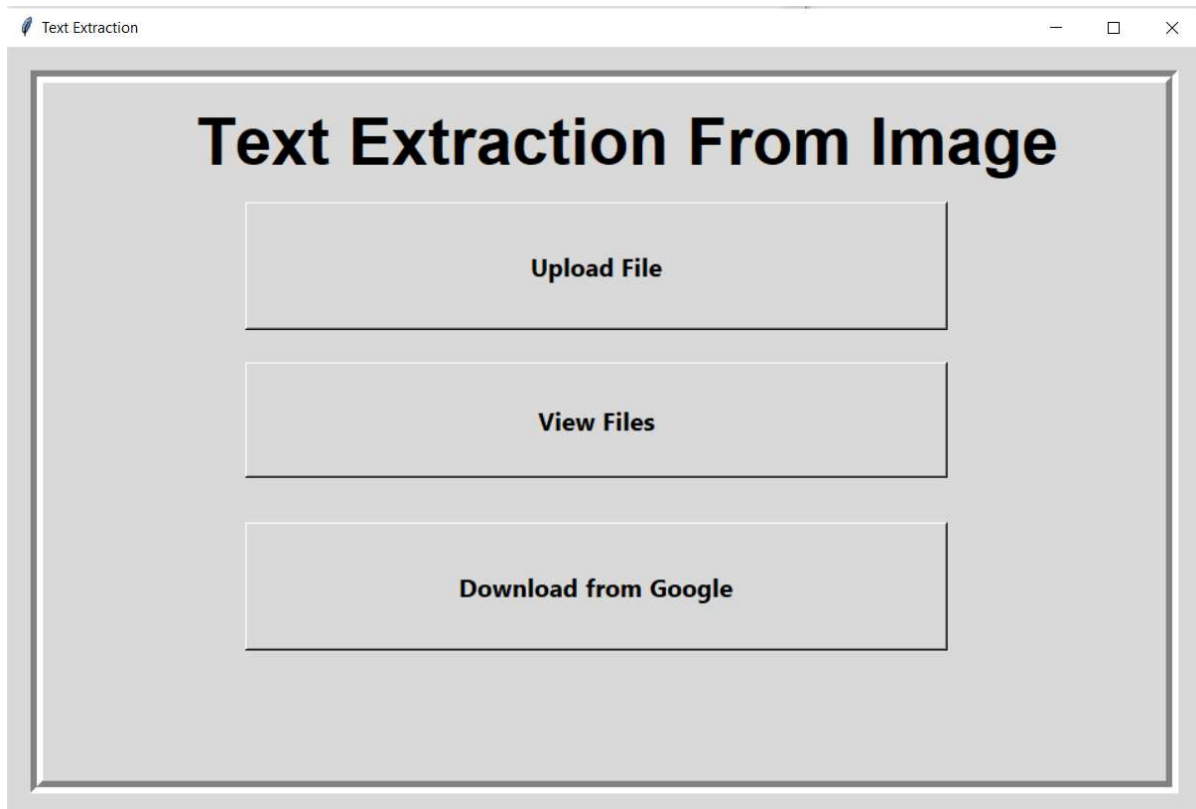 Text Extraction
Text Extraction From Image
Upload File
View Files
Download from Google